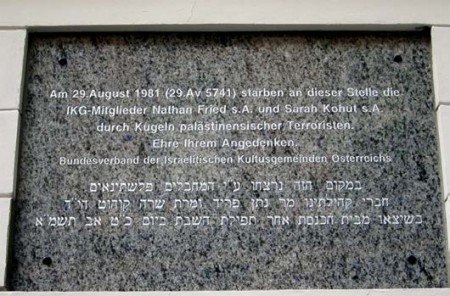 Am 29.August 1981 (29.Av 5741) starben an dieser Stelle die
IKG-Mitglieder Nathan Fried s.A. und Sarah Kohut s.A.
durch Kugeln palästinensischer Terroristen.
Ehre Ihrem Angedenken.
Bundesverband der Israelitischen Kultusgemeinden Österreichs
במקום הזה נרצחו ע״י המחבלים פלשתינאים
חברי קהילתינו מר נתן פריד ומרת שרה קוהוט הי״ד
בשיצאו מבית הכנסת אחר תפילת השבת ביום כ״ט אב תשמ״א